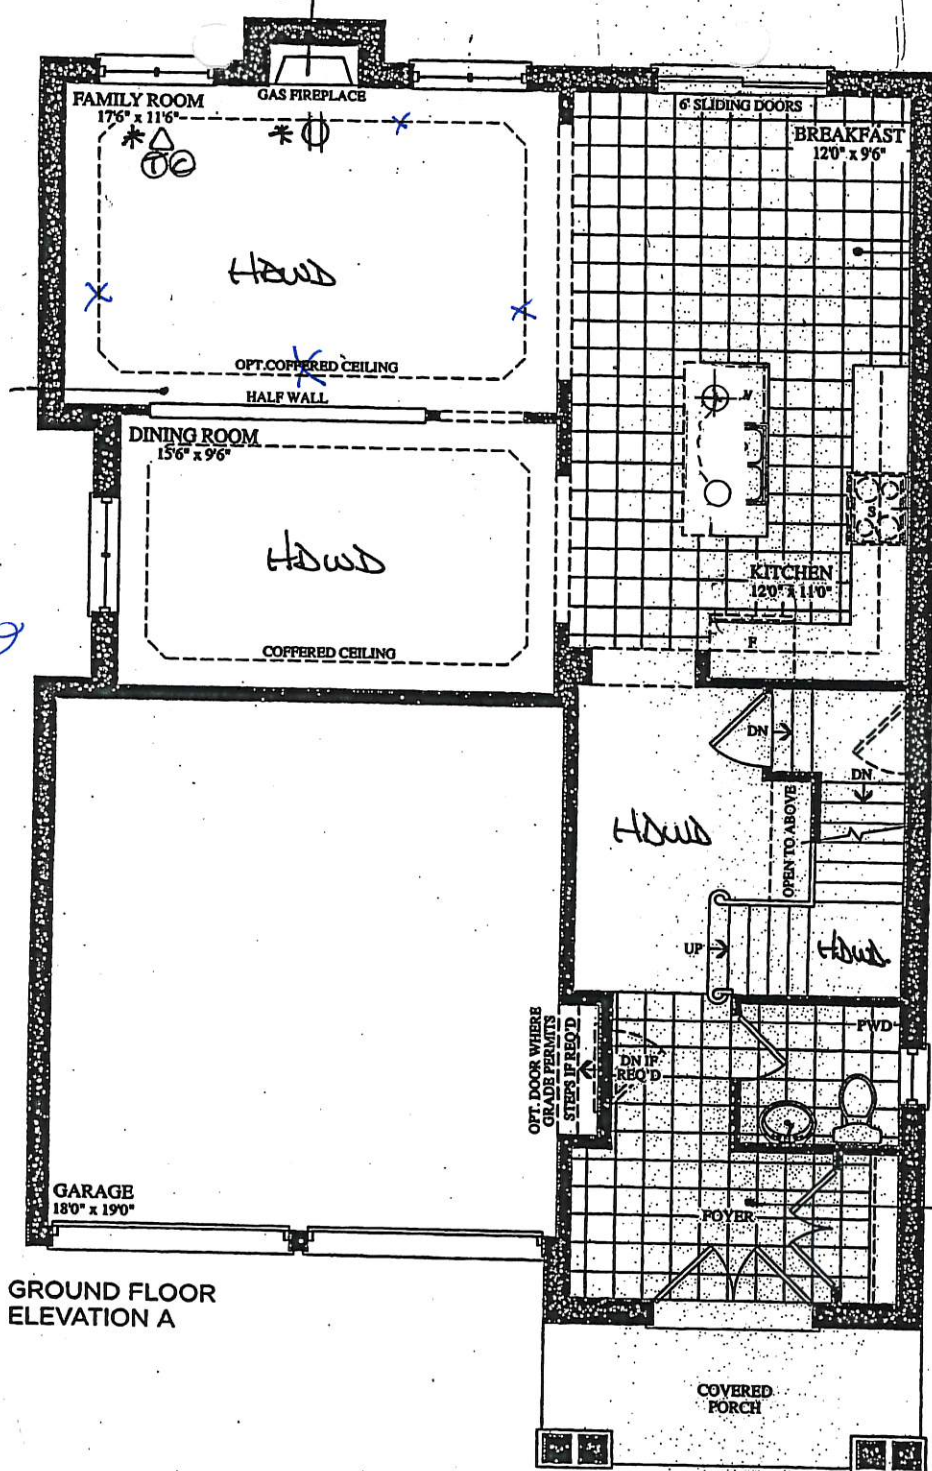 GAS FIREPLACE
FAMILY ROOM
17'6" x 11'6"
T C
HDWD
OPT. COFFERED CEILING
HALF WALL
6' SLIDING DOORS
BREAKFAST
12'0" x 9'6"
DINING ROOM
15'6" x 9'6"
HDWD
COFFERED CEILING
S
KITCHEN
12'0" x 11'0"
F
DN
DN
OPEN TO ABOVE
HDWD
UP
HDWD
PWD
OPT. DOOR WHERE
GRADE PERMITS
STEPS IF REQ'D
DN IF
REQ'D
FOYER
GARAGE
18'0" x 19'0"
GROUND FLOOR
ELEVATION A
COVERED
PORCH